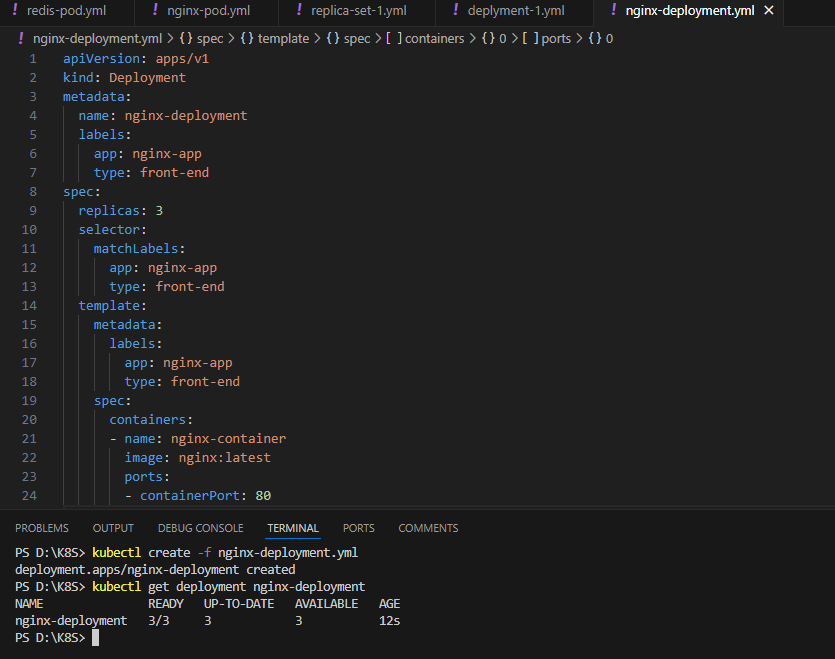 ! redis-pod.yml ! nginx-pod.yml ! replica-set-1.yml ! deplyment-1.yml ! nginx-deployment.yml ×
! nginx-deployment.yml > {} spec > {} template > {} spec > [ ] containers > {} 0 > [ ] ports > {} 0
1 apiVersion: apps/v1
2 kind: Deployment
3 metadata:
4   name: nginx-deployment
5   labels:
6     app: nginx-app
7     type: front-end
8 spec:
9   replicas: 3
10   selector:
11     matchLabels:
12       app: nginx-app
13       type: front-end
14   template:
15     metadata:
16       labels:
17         app: nginx-app
18         type: front-end
19     spec:
20       containers:
21       - name: nginx-container
22         image: nginx:latest
23         ports:
24         - containerPort: 80
PROBLEMS OUTPUT DEBUG CONSOLE TERMINAL PORTS COMMENTS
PS D:\K8S> kubectl create -f nginx-deployment.yml
deployment.apps/nginx-deployment created
PS D:\K8S> kubectl get deployment nginx-deployment
NAME READY UP-TO-DATE AVAILABLE AGE
nginx-deployment 3/3 3 3 12s
PS D:\K8S>